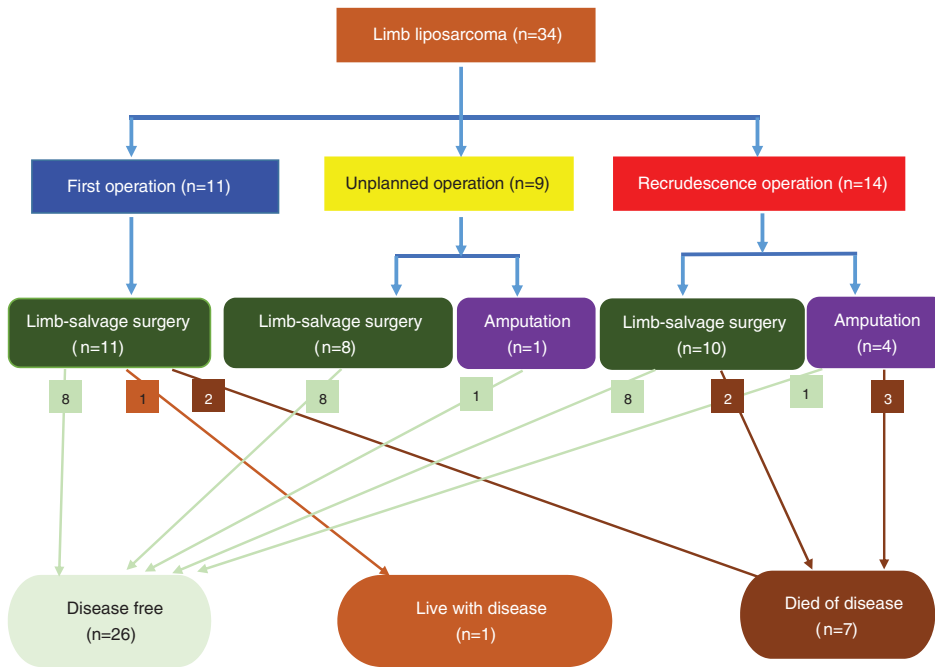 Limb liposarcoma (n=34)
First operation (n=11)
Unplanned operation (n=9)
Recrudescence operation (n=14)
Limb-salvage surgery
(n=11)
Limb-salvage surgery
(n=8)
Amputation
(n=1)
Limb-salvage surgery
(n=10)
Amputation
(n=4)
8
1
2
8
1
8
2
1
3
Disease free
(n=26)
Live with disease
(n=1)
Died of disease
(n=7)